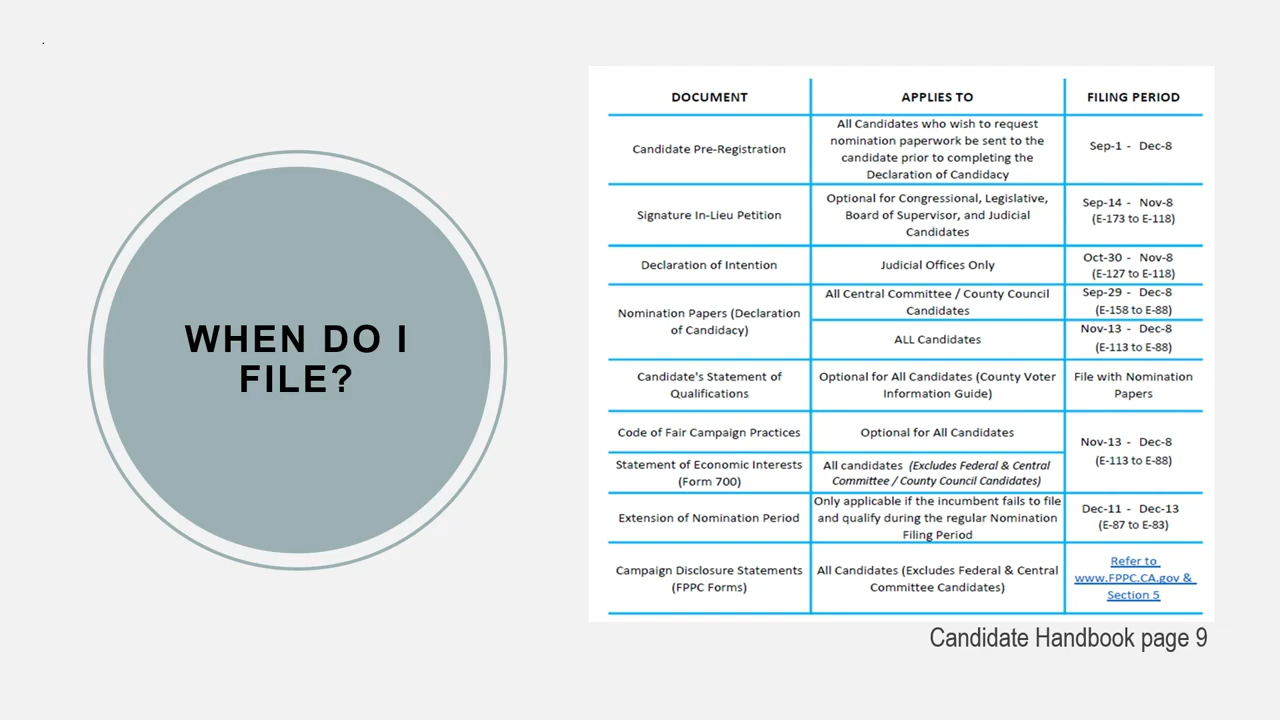 .
WHEN DO I
FILE?
DOCUMENT
APPLIES TO
FILING PERIOD
Candidate Pre-Registration
All Candidates who wish to request
nomination paperwork be sent to the
candidate prior to completing the
Declaration of Candidacy
Sep-1 - Dec-8
Signature In-Lieu Petition
Optional for Congressional, Legislative,
Board of Supervisor, and Judicial
Candidates
Sep-14 - Nov-8
(E-173 to E-118)
Declaration of Intention
Judicial Offices Only
Oct-30 - Nov-8
(E-127 to E-118)
Nomination Papers (Declaration
of Candidacy)
All Central Committee / County Council
Candidates
Sep-29 - Dec-8
(E-158 to E-88)
ALL Candidates
Nov-13 - Dec-8
(E-113 to E-88)
Candidate's Statement of
Qualifications
Optional for All Candidates (County Voter
Information Guide)
File with Nomination
Papers
Code of Fair Campaign Practices
Optional for All Candidates
Nov-13 - Dec-8
(E-113 to E-88)
Statement of Economic Interests
(Form 700)
All candidates (Excludes Federal & Central
Committee / County Council Candidates)
Extension of Nomination Period
Only applicable if the incumbent fails to file
and qualify during the regular Nomination
Filing Period
Dec-11 - Dec-13
(E-87 to E-83)
Campaign Disclosure Statements
(FPPC Forms)
All Candidates (Excludes Federal & Central
Committee Candidates)
Refer to
www.FPPC.CA.gov &
Section 5
Candidate Handbook page 9